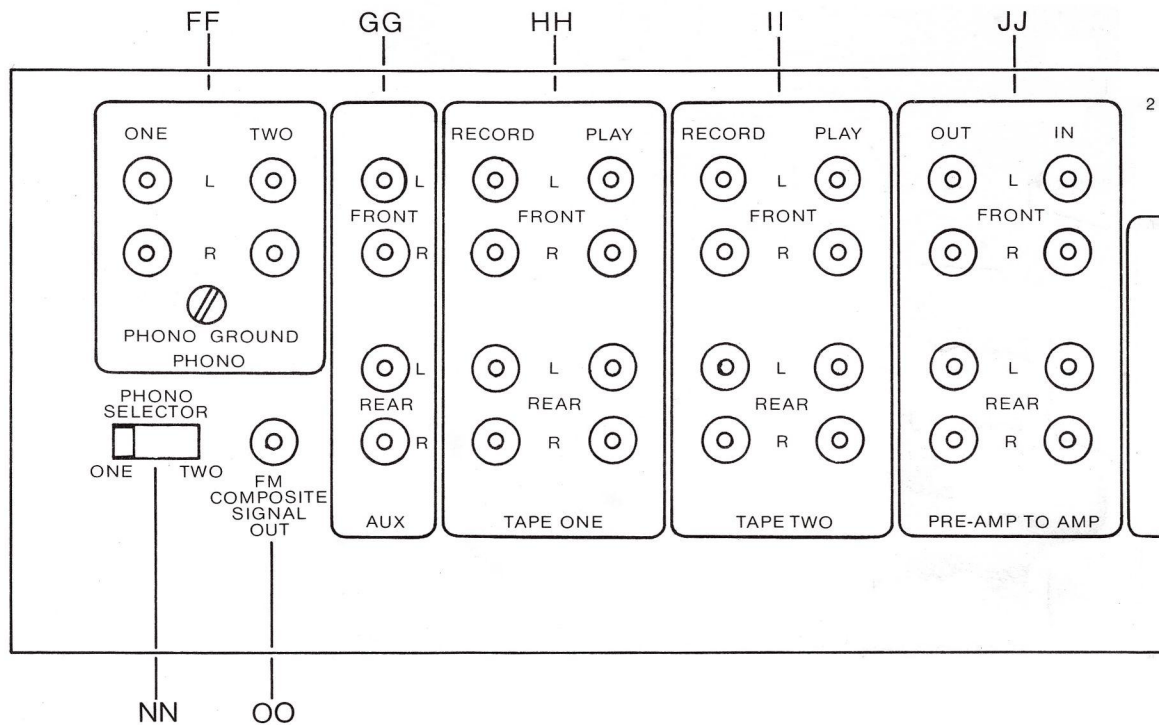 FF GG HH II JJ
2
ONE TWO
L
R
PHONO GROUND
PHONO
PHONO
SELECTOR
ONE TWO
FM
COMPOSITE
SIGNAL
OUT
L
FRONT
R
L
REAR
R
AUX
RECORD PLAY
L
FRONT
R
L
REAR
R
TAPE ONE
RECORD PLAY
L
FRONT
R
L
REAR
R
TAPE TWO
OUT IN
L
FRONT
R
L
REAR
R
PRE-AMP TO AMP
NN OO